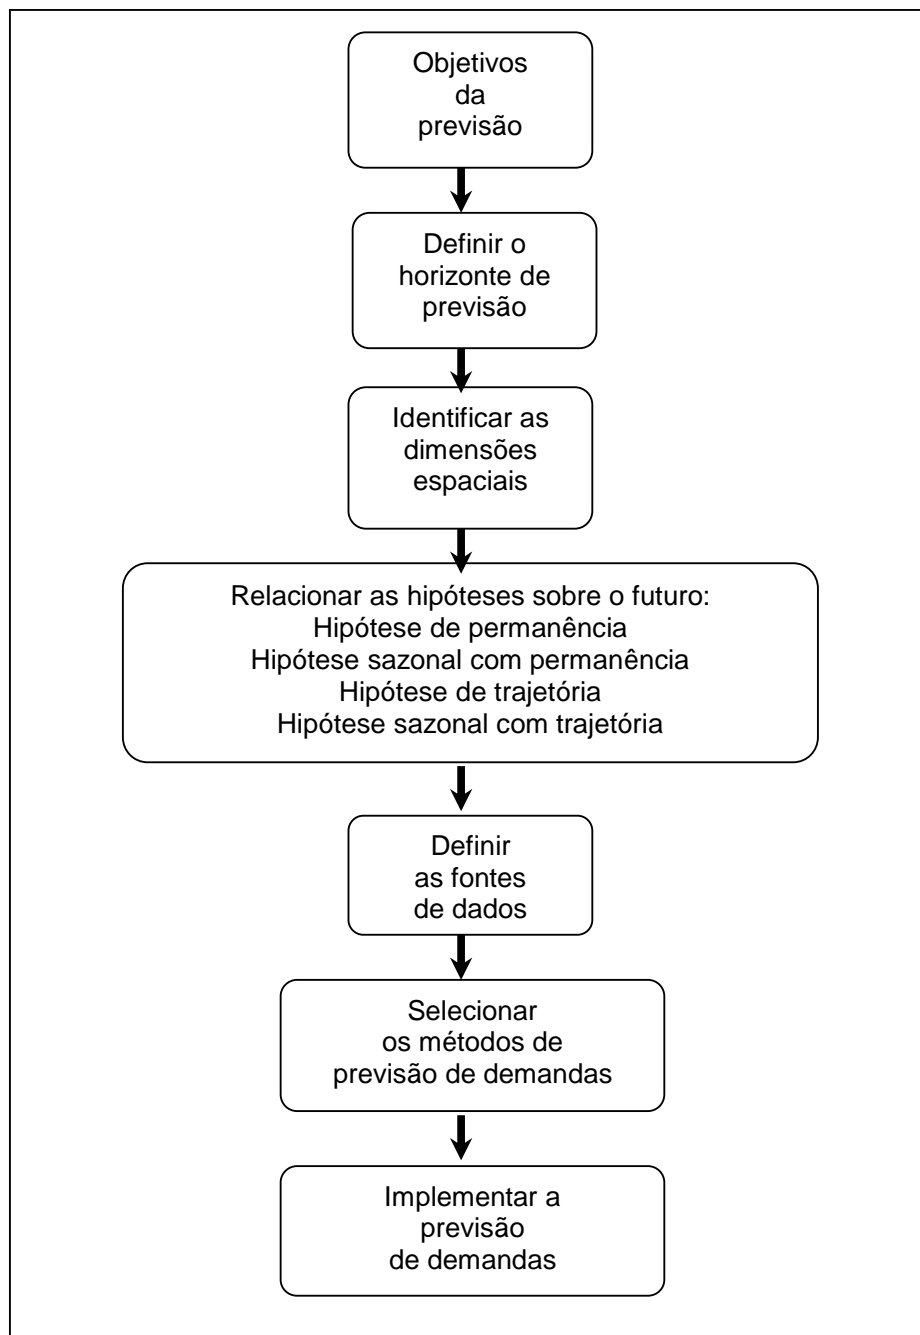 Objetivos
da
previsão
Definir o
horizonte de
previsão
Identificar as
dimensões
espaciais
Relacionar as hipóteses sobre o futuro:
Hipótese de permanência
Hipótese sazonal com permanência
Hipótese de trajetória
Hipótese sazonal com trajetória
Definir
as fontes
de dados
Selecionar
os métodos de
previsão de demandas
Implementar a
previsão
de demandas